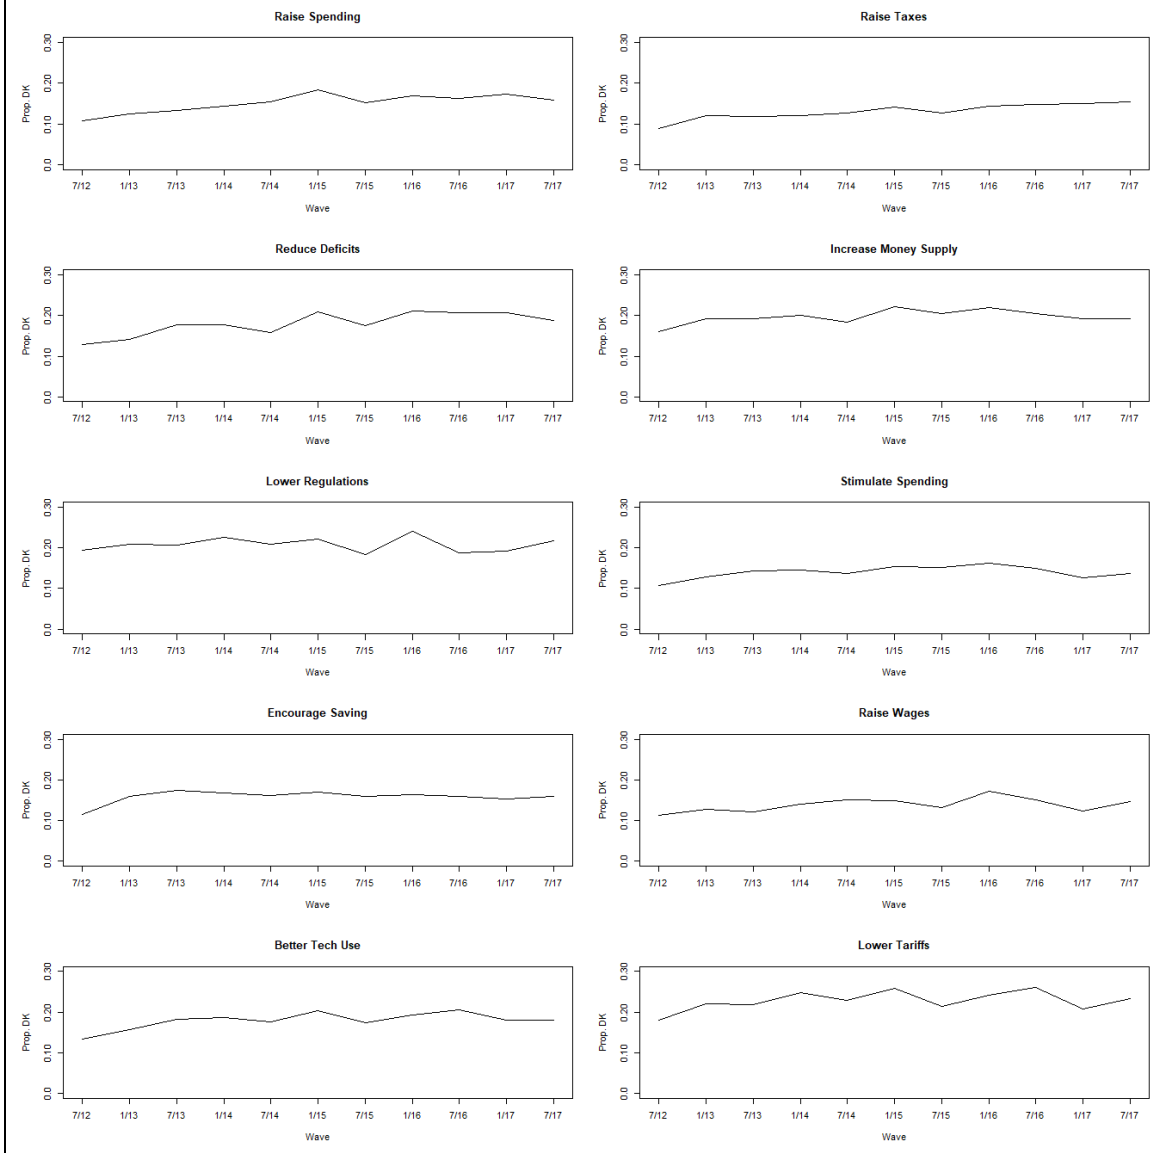 Raise Spending
Prop. DK
0.30
0.20
0.10
0.0
7/12 1/13 7/13 1/14 7/14 1/15 7/15 1/16 7/16 1/17 7/17
Wave
Raise Taxes
Prop. DK
0.30
0.20
0.10
0.0
7/12 1/13 7/13 1/14 7/14 1/15 7/15 1/16 7/16 1/17 7/17
Wave
Reduce Deficits
Prop. DK
0.30
0.20
0.10
0.0
7/12 1/13 7/13 1/14 7/14 1/15 7/15 1/16 7/16 1/17 7/17
Wave
Increase Money Supply
Prop. DK
0.30
0.20
0.10
0.0
7/12 1/13 7/13 1/14 7/14 1/15 7/15 1/16 7/16 1/17 7/17
Wave
Lower Regulations
Prop. DK
0.30
0.20
0.10
0.0
7/12 1/13 7/13 1/14 7/14 1/15 7/15 1/16 7/16 1/17 7/17
Wave
Stimulate Spending
Prop. DK
0.30
0.20
0.10
0.0
7/12 1/13 7/13 1/14 7/14 1/15 7/15 1/16 7/16 1/17 7/17
Wave
Encourage Saving
Prop. DK
0.30
0.20
0.10
0.0
7/12 1/13 7/13 1/14 7/14 1/15 7/15 1/16 7/16 1/17 7/17
Wave
Raise Wages
Prop. DK
0.30
0.20
0.10
0.0
7/12 1/13 7/13 1/14 7/14 1/15 7/15 1/16 7/16 1/17 7/17
Wave
Better Tech Use
Prop. DK
0.30
0.20
0.10
0.0
7/12 1/13 7/13 1/14 7/14 1/15 7/15 1/16 7/16 1/17 7/17
Wave
Lower Tariffs
Prop. DK
0.30
0.20
0.10
0.0
7/12 1/13 7/13 1/14 7/14 1/15 7/15 1/16 7/16 1/17 7/17
Wave